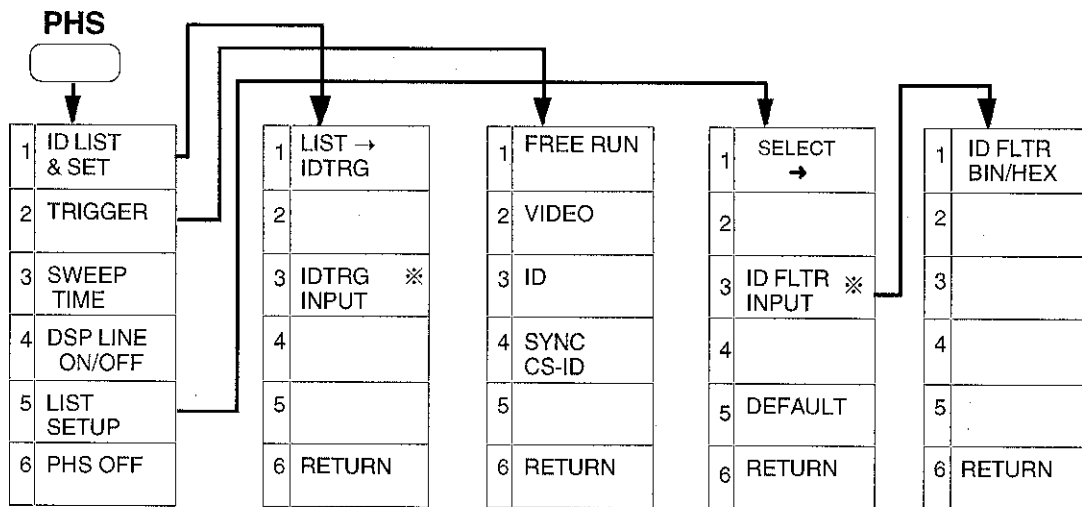 PHS
1 ID LIST
& SET
2 TRIGGER
3 SWEEP
TIME
4 DSP LINE
ON/OFF
5 LIST
SETUP
6 PHS OFF
1 LIST →
IDTRG
2
3 IDTRG ※
INPUT
4
5
6 RETURN
1 FREE RUN
2 VIDEO
3 ID
4 SYNC
CS-ID
5
6 RETURN
1 SELECT
→
2
3 ID FLTR ※
INPUT
4
5 DEFAULT
6 RETURN
1 ID FLTR
BIN/HEX
2
3
4
5
6 RETURN